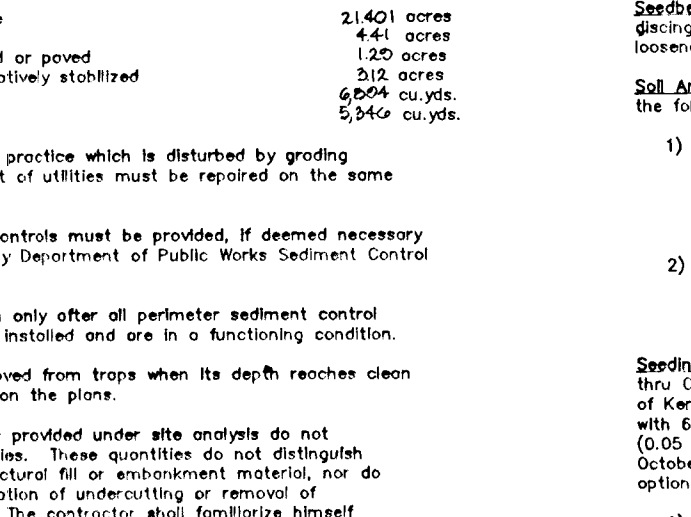 21.401 acres
4.41 acres
d or paved 1.29 acres
atively stabilized 3.12 acres
cu.yds.
5,346 cu.yds.
practice which is disturbed by grading
t of utilities must be repaired on the same
ontrols must be provided, if deemed necessary
y Department of Public Works Sediment Control
n only after all perimeter sediment control
installed and are in a functioning condition.
oved from traps when its depth reaches clean
on the plans.
provided under site analysis do not
ies. These quantities do not distinguish
ctural fill or embankment material, nor do
ation of undercutting or removal of
The contractor shall familiarize himself
Seedbe
discing
loosene
Soil Am
the fol
1)
2)
Seedin
thru O
of Ken
with 6
(0.05
Octobe
option